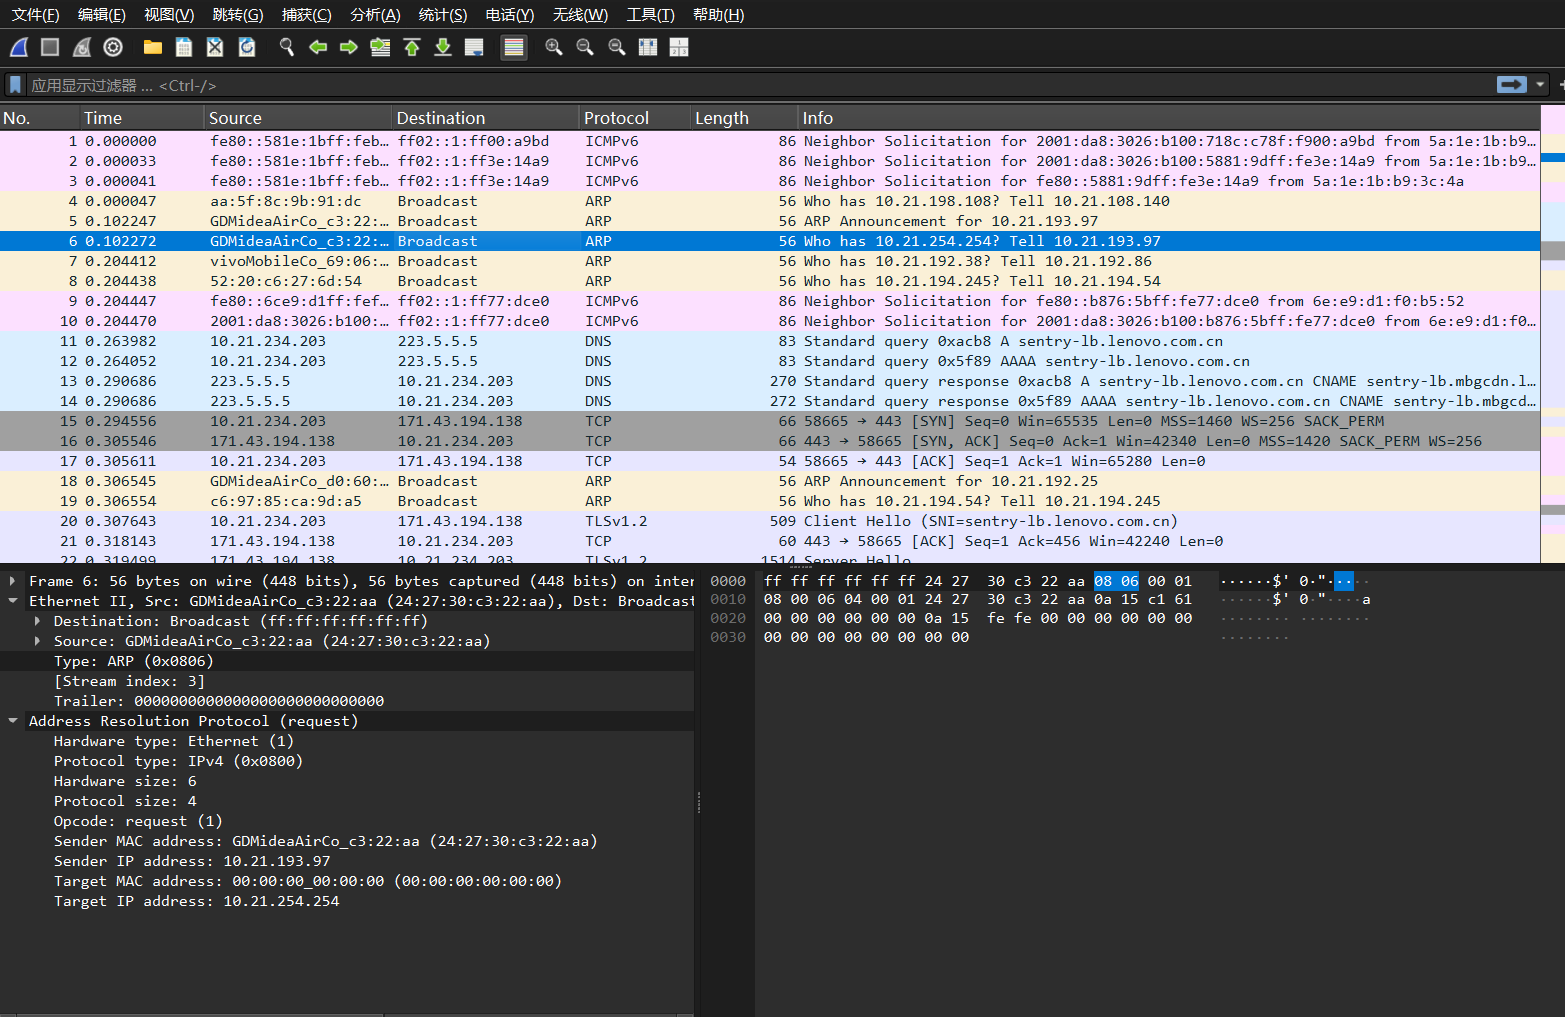 文件(F) 编辑(E) 视图(V) 跳转(G) 捕获(C) 分析(A) 统计(S) 电话(Y) 无线(W) 工具(T) 帮助(H)
应用显示过滤器 … <Ctrl-/>
No. Time Source Destination Protocol Length Info
1 0.000000 fe80::581e:1bff:feb… ff02::1:ff00:a9bd ICMPv6 86 Neighbor Solicitation for 2001:da8:3026:b100:718c:c78f:f900:a9bd from 5a:1e:1b:b9…
2 0.000033 fe80::581e:1bff:feb… ff02::1:ff3e:14a9 ICMPv6 86 Neighbor Solicitation for 2001:da8:3026:b100:5881:9dff:fe3e:14a9 from 5a:1e:1b:b9…
3 0.000041 fe80::581e:1bff:feb… ff02::1:ff3e:14a9 ICMPv6 86 Neighbor Solicitation for fe80::5881:9dff:fe3e:14a9 from 5a:1e:1b:b9:3c:4a
4 0.000047 aa:5f:8c:9b:91:dc Broadcast ARP 56 Who has 10.21.198.108? Tell 10.21.108.140
5 0.102247 GDMideaAirCo_c3:22:… Broadcast ARP 56 ARP Announcement for 10.21.193.97
6 0.102272 GDMideaAirCo_c3:22:… Broadcast ARP 56 Who has 10.21.254.254? Tell 10.21.193.97
7 0.204412 vivoMobileCo_69:06:… Broadcast ARP 56 Who has 10.21.192.38? Tell 10.21.192.86
8 0.204438 52:20:c6:27:6d:54 Broadcast ARP 56 Who has 10.21.194.245? Tell 10.21.194.54
9 0.204447 fe80::6ce9:d1ff:fef… ff02::1:ff77:dce0 ICMPv6 86 Neighbor Solicitation for fe80::b876:5bff:fe77:dce0 from 6e:e9:d1:f0:b5:52
10 0.204470 2001:da8:3026:b100:… ff02::1:ff77:dce0 ICMPv6 86 Neighbor Solicitation for 2001:da8:3026:b100:b876:5bff:fe77:dce0 from 6e:e9:d1:f0…
11 0.263982 10.21.234.203 223.5.5.5 DNS 83 Standard query 0xacb8 A sentry-lb.lenovo.com.cn
12 0.264052 10.21.234.203 223.5.5.5 DNS 83 Standard query 0x5f89 AAAA sentry-lb.lenovo.com.cn
13 0.290686 223.5.5.5 10.21.234.203 DNS 270 Standard query response 0xacb8 A sentry-lb.lenovo.com.cn CNAME sentry-lb.mbgcdn.l…
14 0.290686 223.5.5.5 10.21.234.203 DNS 272 Standard query response 0x5f89 AAAA sentry-lb.lenovo.com.cn CNAME sentry-lb.mbgcd…
15 0.294556 10.21.234.203 171.43.194.138 TCP 66 58665 → 443 [SYN] Seq=0 Win=65535 Len=0 MSS=1460 WS=256 SACK_PERM
16 0.305546 171.43.194.138 10.21.234.203 TCP 66 443 → 58665 [SYN, ACK] Seq=0 Ack=1 Win=42340 Len=0 MSS=1420 SACK_PERM WS=256
17 0.305611 10.21.234.203 171.43.194.138 TCP 54 58665 → 443 [ACK] Seq=1 Ack=1 Win=65280 Len=0
18 0.306545 GDMideaAirCo_d0:60:… Broadcast ARP 56 ARP Announcement for 10.21.192.25
19 0.306554 c6:97:85:ca:9d:a5 Broadcast ARP 56 Who has 10.21.194.54? Tell 10.21.194.245
20 0.307643 10.21.234.203 171.43.194.138 TLSv1.2 509 Client Hello (SNI=sentry-lb.lenovo.com.cn)
21 0.318143 171.43.194.138 10.21.234.203 TCP 60 443 → 58665 [ACK] Seq=1 Ack=456 Win=42240 Len=0
22 0.319499 171.43.194.138 10.21.234.203 TLSv1.2 1514 Server Hello
Frame 6: 56 bytes on wire (448 bits), 56 bytes captured (448 bits) on inter
Ethernet II, Src: GDMideaAirCo_c3:22:aa (24:27:30:c3:22:aa), Dst: Broadcast
Destination: Broadcast (ff:ff:ff:ff:ff:ff)
Source: GDMideaAirCo_c3:22:aa (24:27:30:c3:22:aa)
Type: ARP (0x0806)
[Stream index: 3]
Trailer: 0000000000000000000000000000
Address Resolution Protocol (request)
Hardware type: Ethernet (1)
Protocol type: IPv4 (0x0800)
Hardware size: 6
Protocol size: 4
Opcode: request (1)
Sender MAC address: GDMideaAirCo_c3:22:aa (24:27:30:c3:22:aa)
Sender IP address: 10.21.193.97
Target MAC address: 00:00:00_00:00:00 (00:00:00:00:00:00)
Target IP address: 10.21.254.254
0000 ff ff ff ff ff ff 24 27 30 c3 22 aa 08 06 00 01 ······$' 0·"·····
0010 08 00 06 04 00 01 24 27 30 c3 22 aa 0a 15 c1 61 ······$' 0·"····a
0020 00 00 00 00 00 00 0a 15 fe fe 00 00 00 00 00 00 ········ ········
0030 00 00 00 00 00 00 00 00 ········